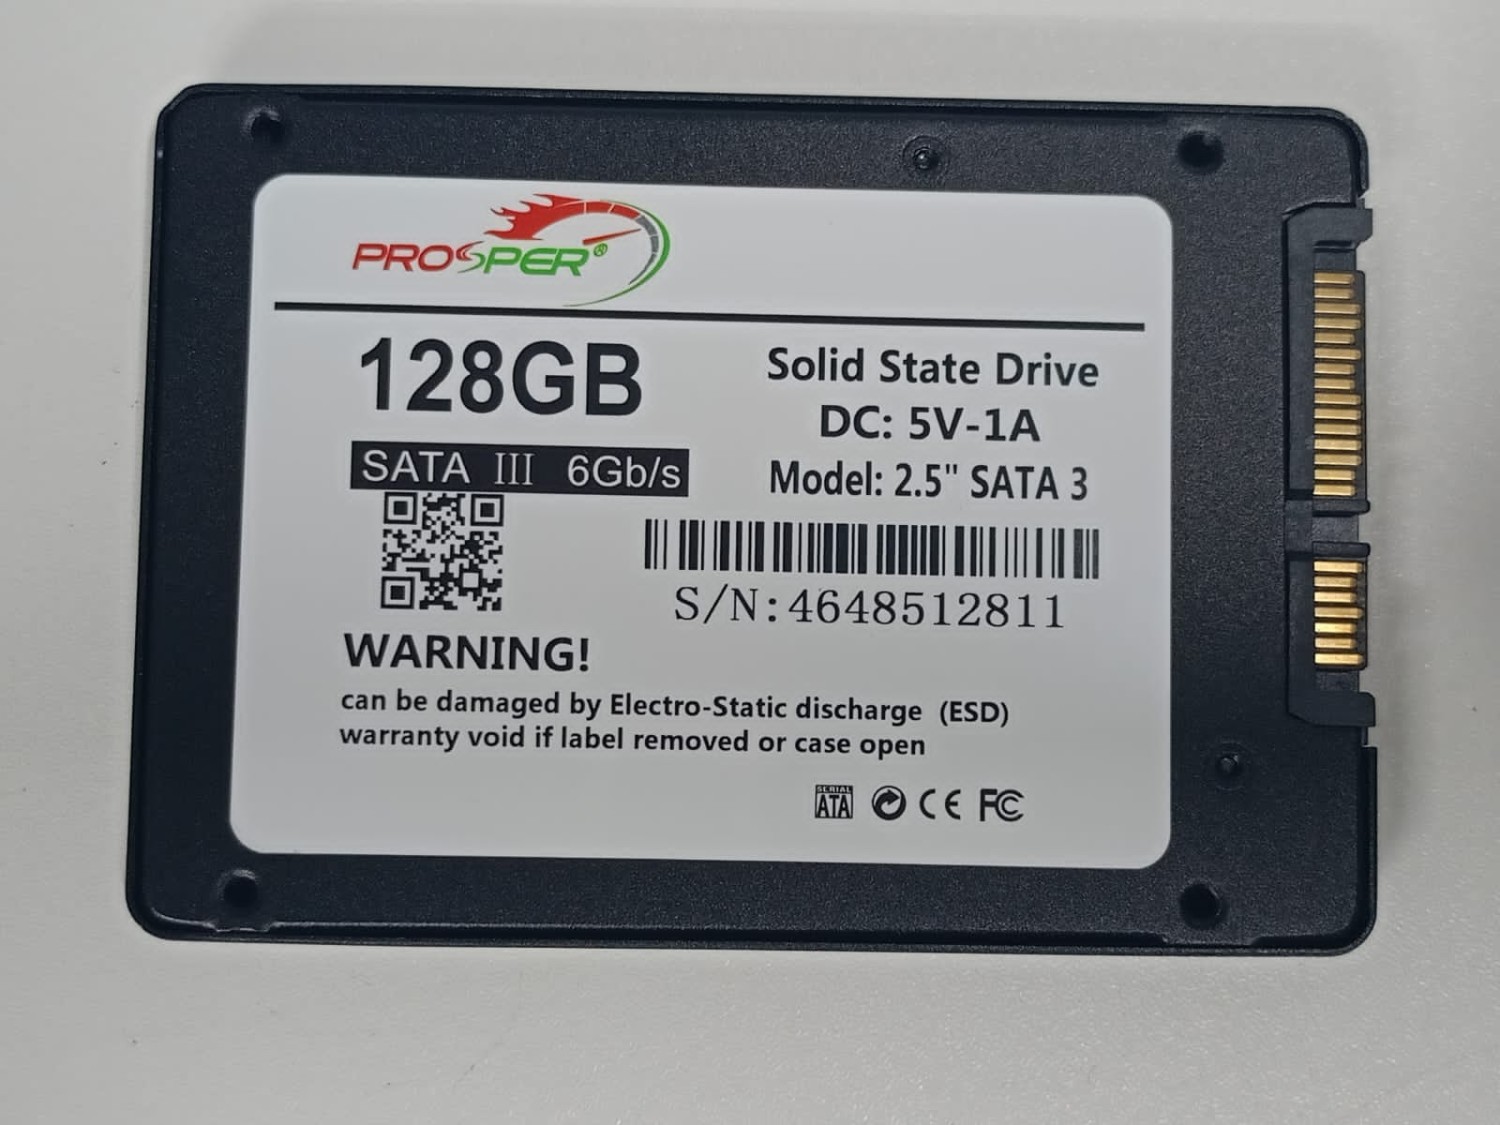 PROSPER®
128GB
SATA III 6Gb/s
Solid State Drive
DC: 5V-1A
Model: 2.5" SATA 3
S/N:4648512811
WARNING!
can be damaged by Electro-Static discharge (ESD)
warranty void if label removed or case open
SERIAL
ATA
CE FC